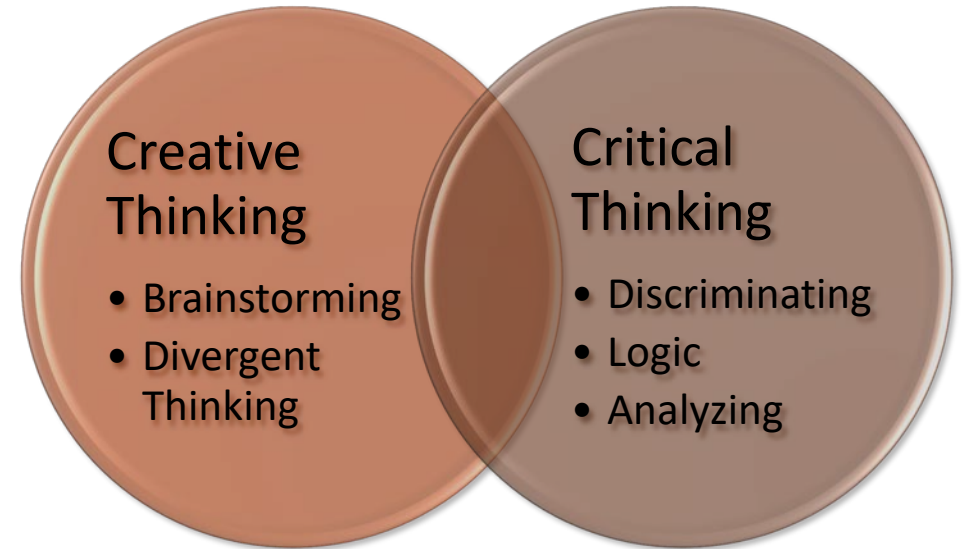 Creative
Thinking
• Brainstorming
• Divergent
Thinking
Critical
Thinking
• Discriminating
• Logic
• Analyzing